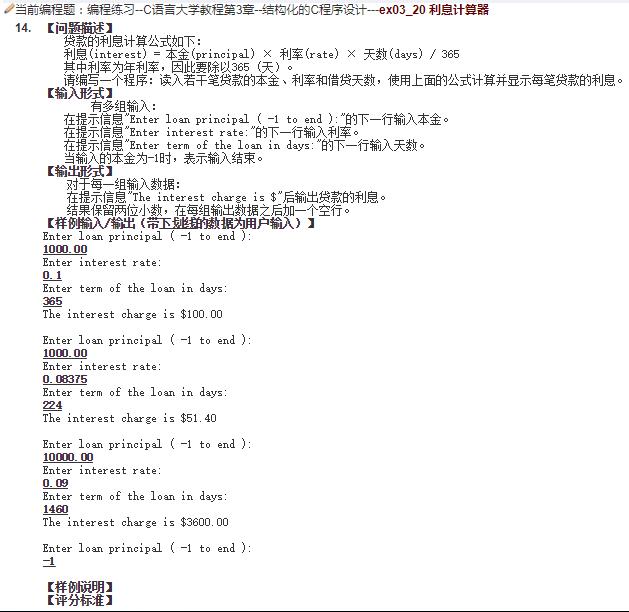 当前编程题：编程练习--C语言大学教程第3章--结构化的C程序设计---ex03_20 利息计算器
14. 【问题描述】
贷款的利息计算公式如下：
利息(interest) = 本金(principal) × 利率(rate) × 天数(days) / 365
其中利率为年利率，因此要除以365（天）。
请编写一个程序：读入若干笔贷款的本金、利率和借贷天数，使用上面的公式计算并显示每笔贷款的利息。
【输入形式】
有多组输入：
在提示信息"Enter loan principal ( -1 to end ):"的下一行输入本金。
在提示信息"Enter interest rate:"的下一行输入利率。
在提示信息"Enter term of the loan in days:"的下一行输入天数。
当输入的本金为-1时，表示输入结束。
【输出形式】
对于每一组输入数据：
在提示信息"The interest charge is $"后输出贷款的利息。
结果保留两位小数，在每组输出数据之后加一个空行。
【样例输入/输出（带下划线的数据为用户输入）】
Enter loan principal ( -1 to end ):
1000.00
Enter interest rate:
0.1
Enter term of the loan in days:
365
The interest charge is $100.00
Enter loan principal ( -1 to end ):
1000.00
Enter interest rate:
0.08375
Enter term of the loan in days:
224
The interest charge is $51.40
Enter loan principal ( -1 to end ):
10000.00
Enter interest rate:
0.09
Enter term of the loan in days:
1460
The interest charge is $3600.00
Enter loan principal ( -1 to end ):
-1
【样例说明】
【评分标准】